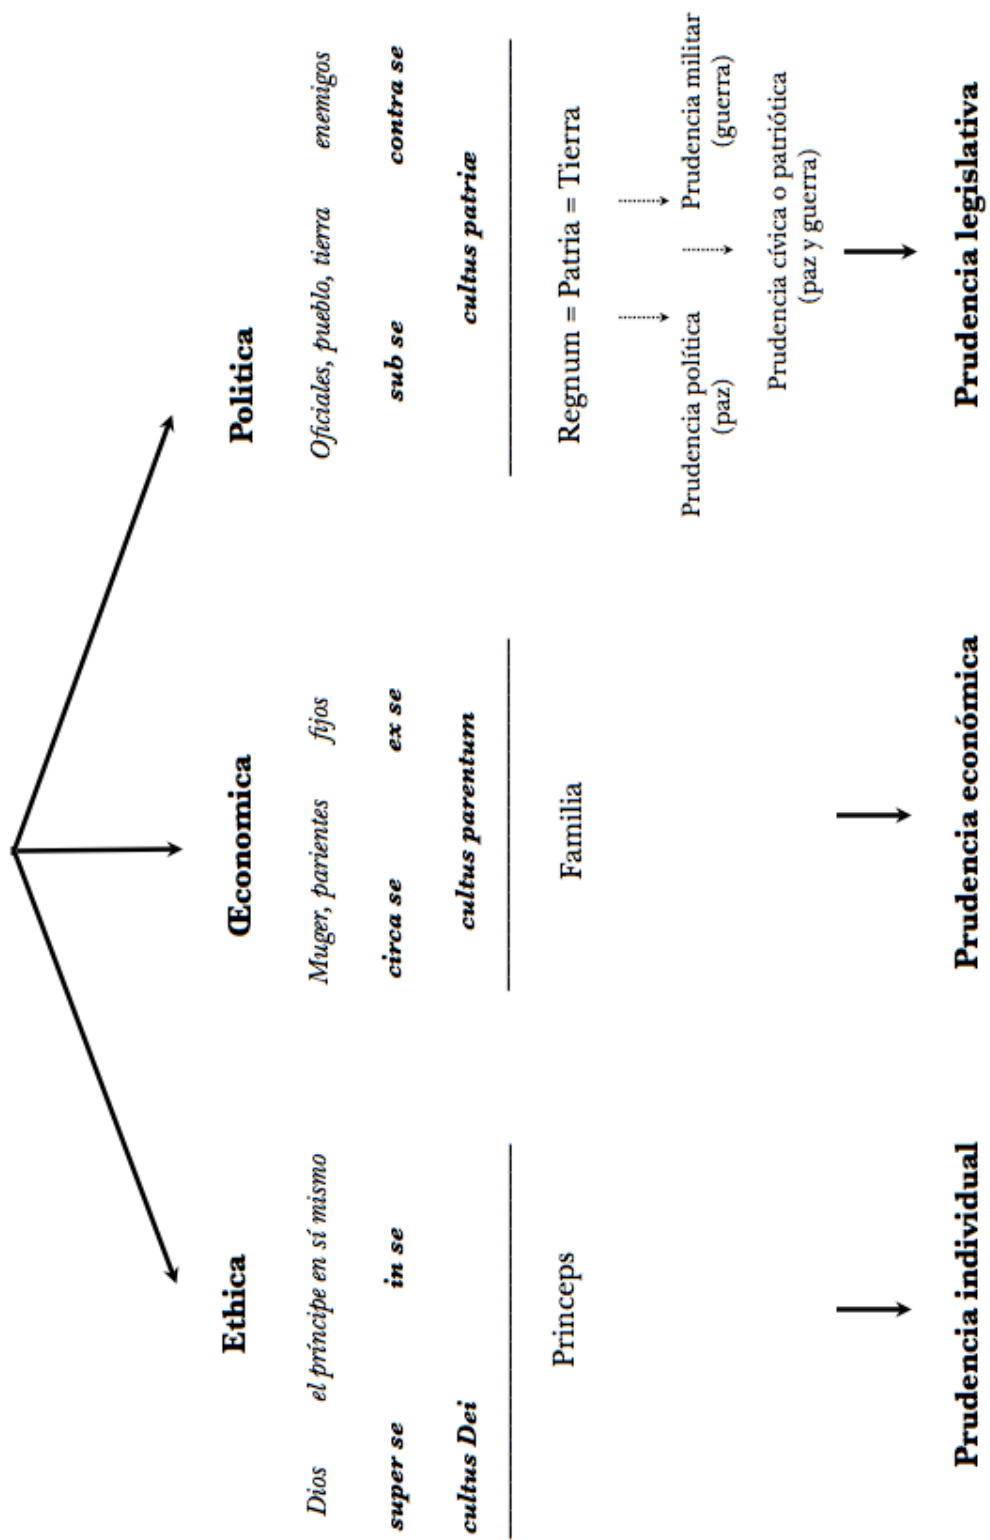 Ethica
Œconomica
Politica
Dios
el príncipe en sí mismo
Muger, parientes
fijos
Oficiales, pueblo, tierra
enemigos
super se
in se
circa se
ex se
sub se
contra se
cultus Dei
cultus parentum
cultus patriæ
Princeps
Familia
Regnum = Patria = Tierra
Prudencia política
(paz)
Prudencia militar
(guerra)
Prudencia cívica o patriótica
(paz y guerra)
Prudencia individual
Prudencia económica
Prudencia legislativa